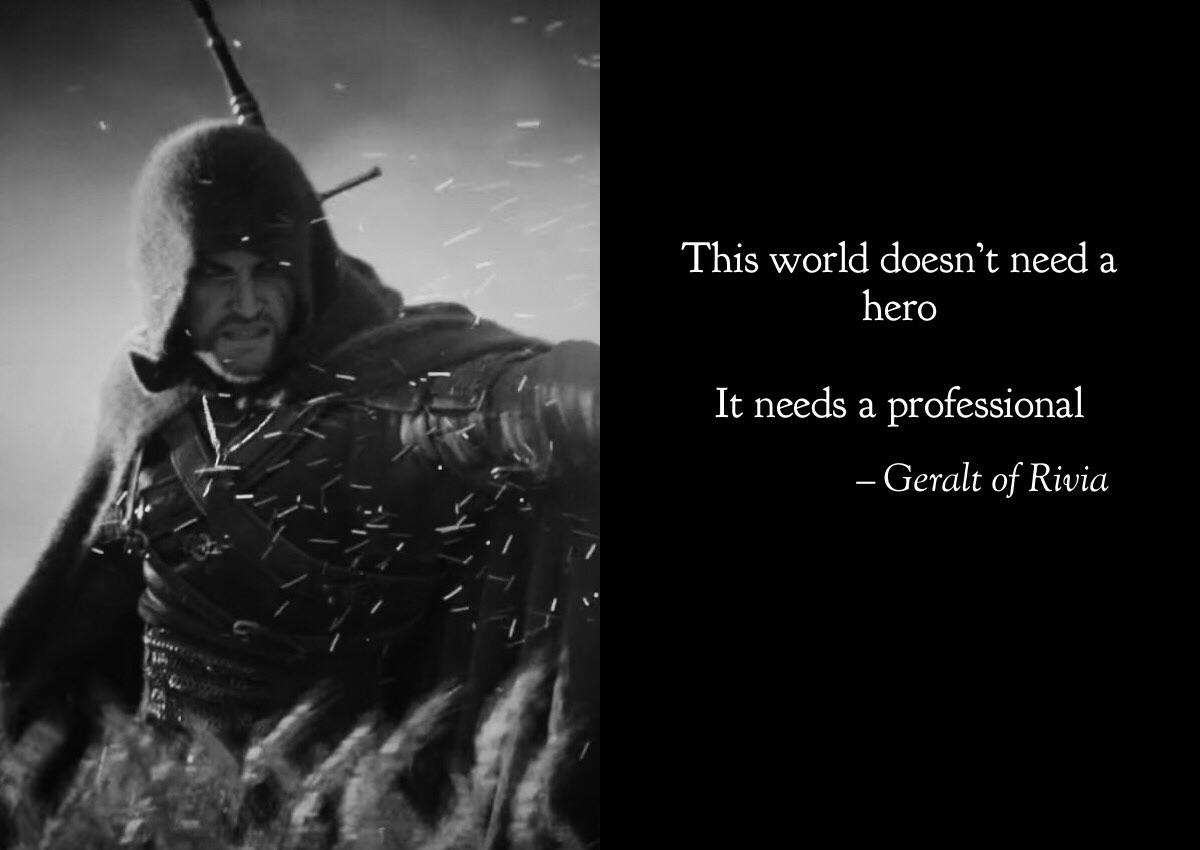 This world doesn’t need a
hero
It needs a professional
– Geralt of Rivia